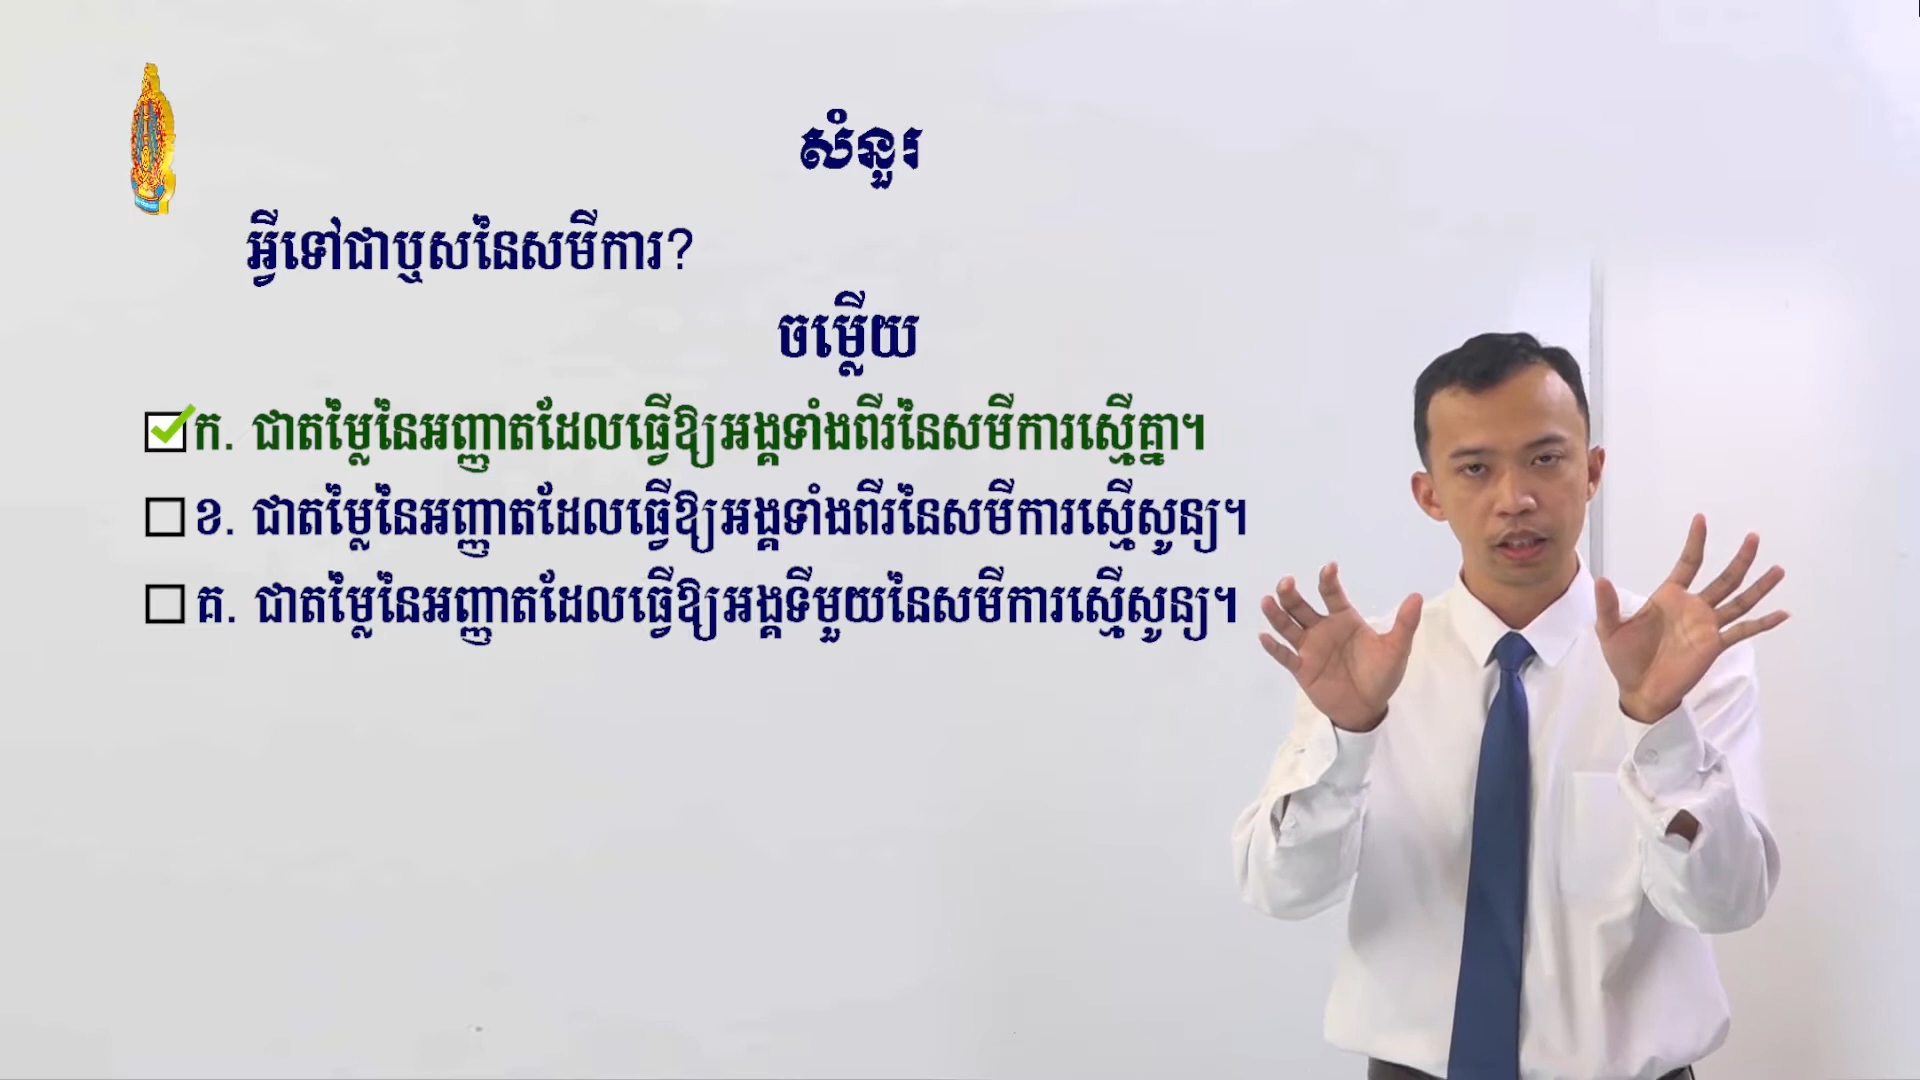 សំនួរ
អ្វីទៅជាឬសនៃសមីការ?
ចម្លើយ
ក. ជាតម្លៃនៃអញ្ញាតដែលធ្វើឱ្យអង្គទាំងពីរនៃសមីការស្មើគ្នា។
ខ. ជាតម្លៃនៃអញ្ញាតដែលធ្វើឱ្យអង្គទាំងពីរនៃសមីការស្មើសូន្យ។
គ. ជាតម្លៃនៃអញ្ញាតដែលធ្វើឱ្យអង្គទីមួយនៃសមីការស្មើសូន្យ។